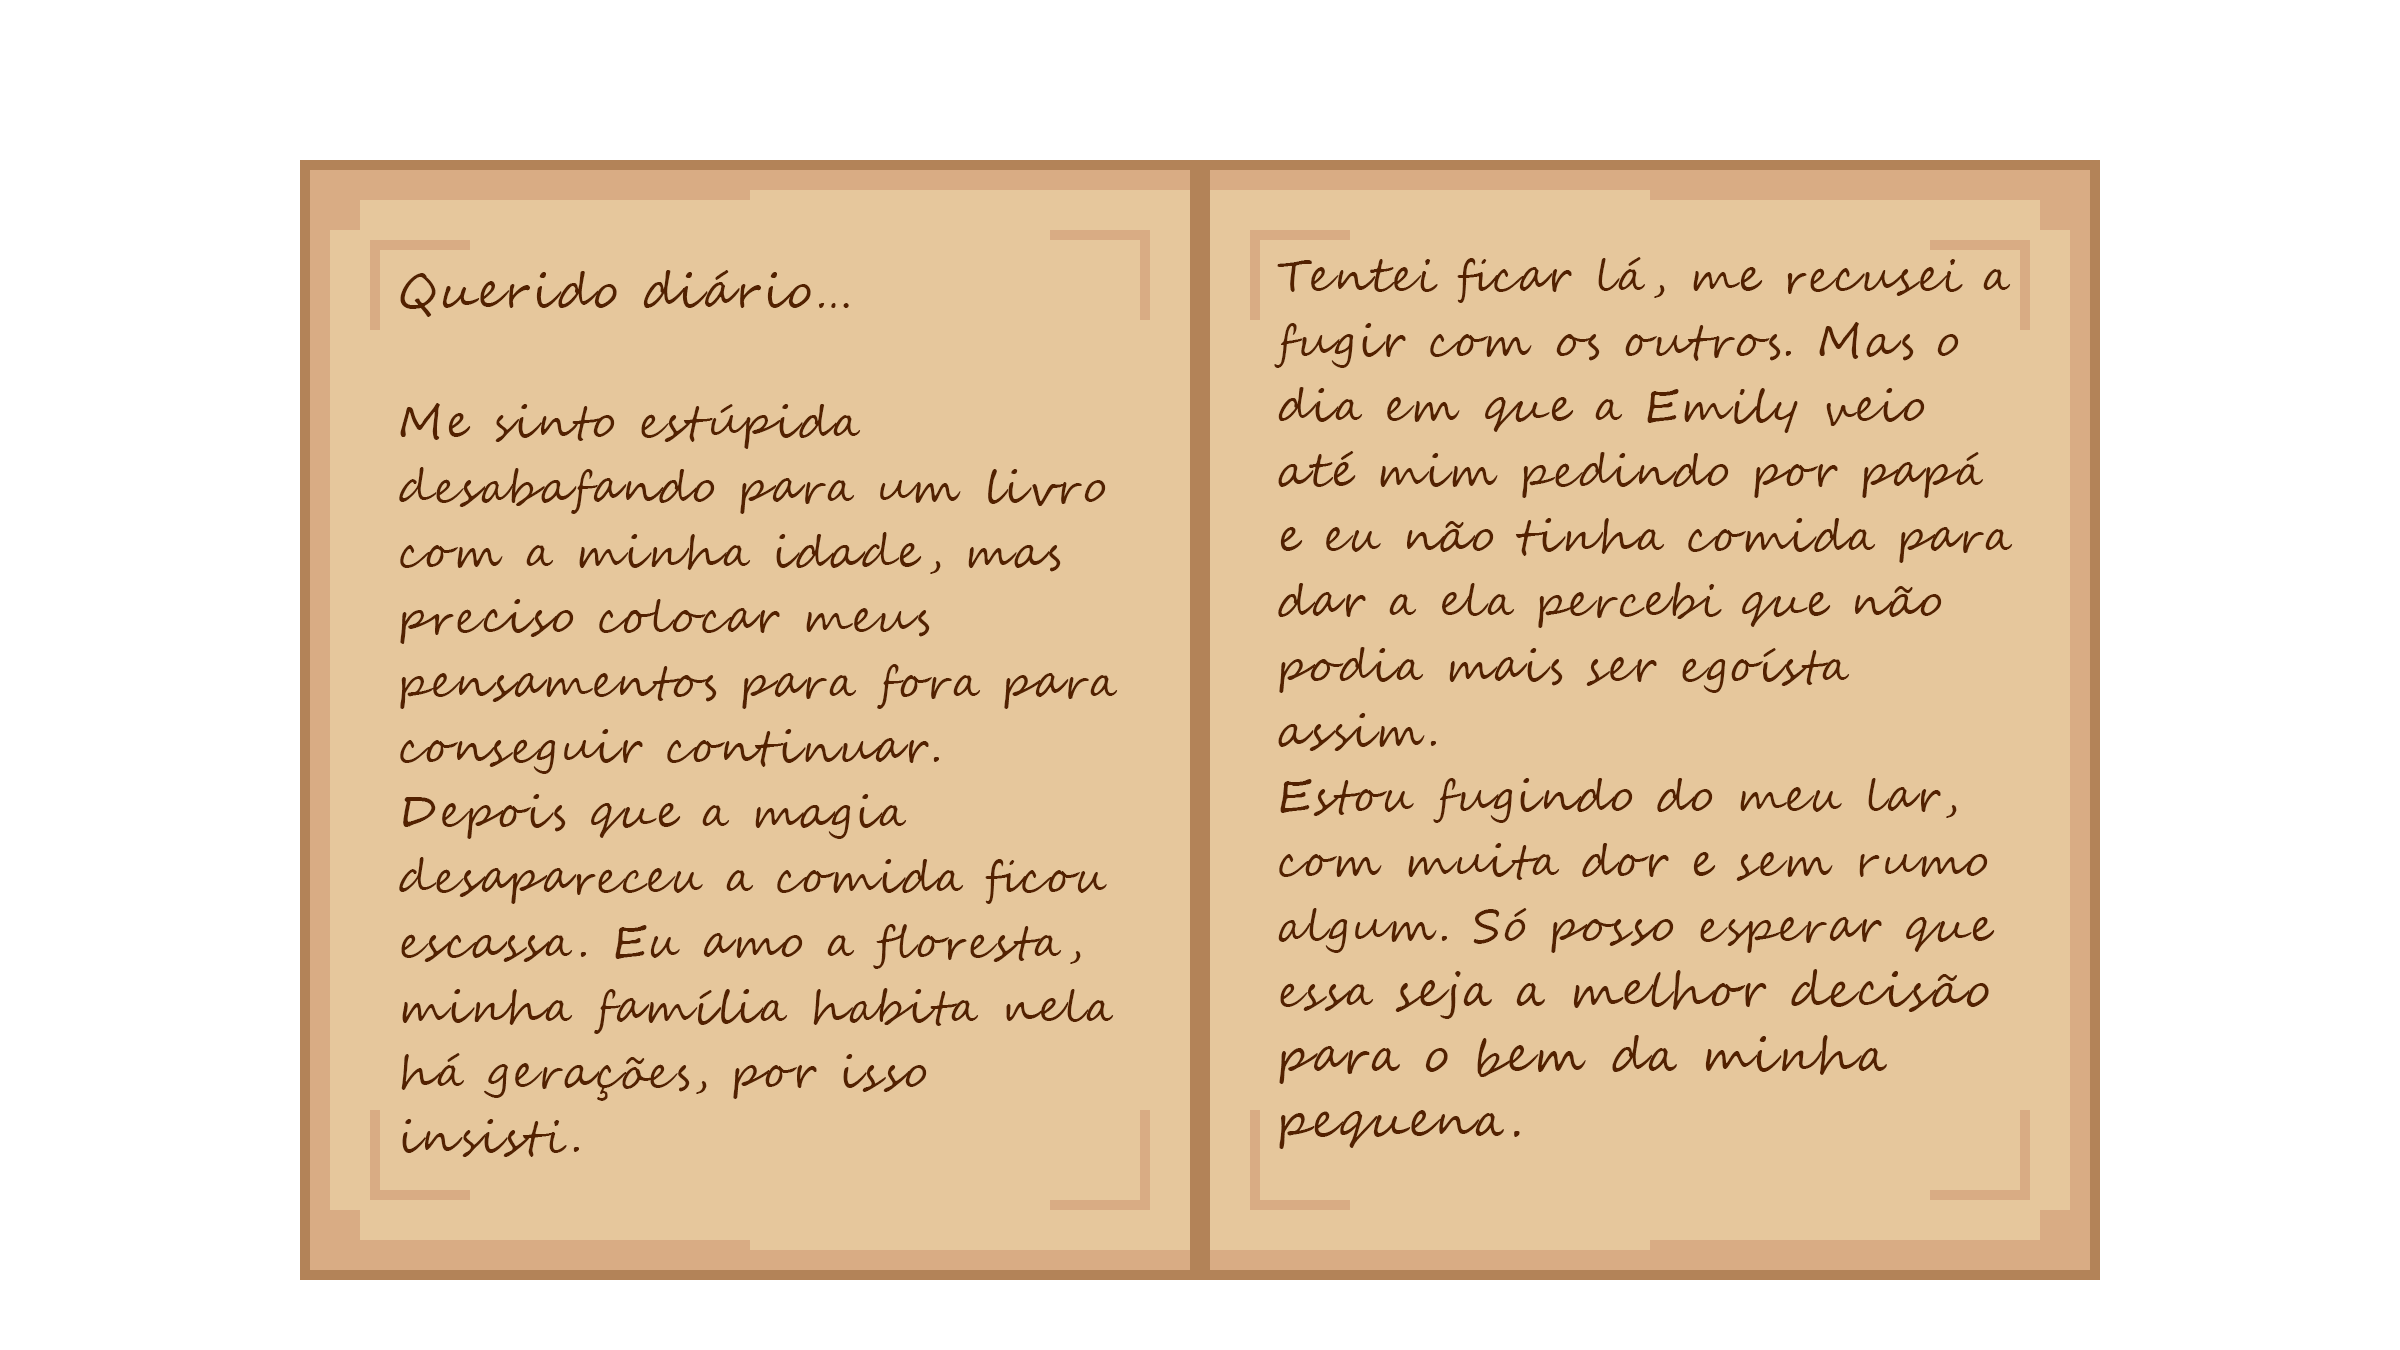 Querido diário...
Me sinto estúpida
desabafando para um livro
com a minha idade, mas
preciso colocar meus
pensamentos para fora para
conseguir continuar.
Depois que a magia
desapareceu a comida ficou
escassa. Eu amo a floresta,
minha família habita nela
há gerações, por isso
insisti.
Tentei ficar lá, me recusei a
fugir com os outros. Mas o
dia em que a Emily veio
até mim pedindo por papá
e eu não tinha comida para
dar a ela percebi que não
podia mais ser egoísta
assim.
Estou fugindo do meu lar,
com muita dor e sem rumo
algum. Só posso esperar que
essa seja a melhor decisão
para o bem da minha
pequena.